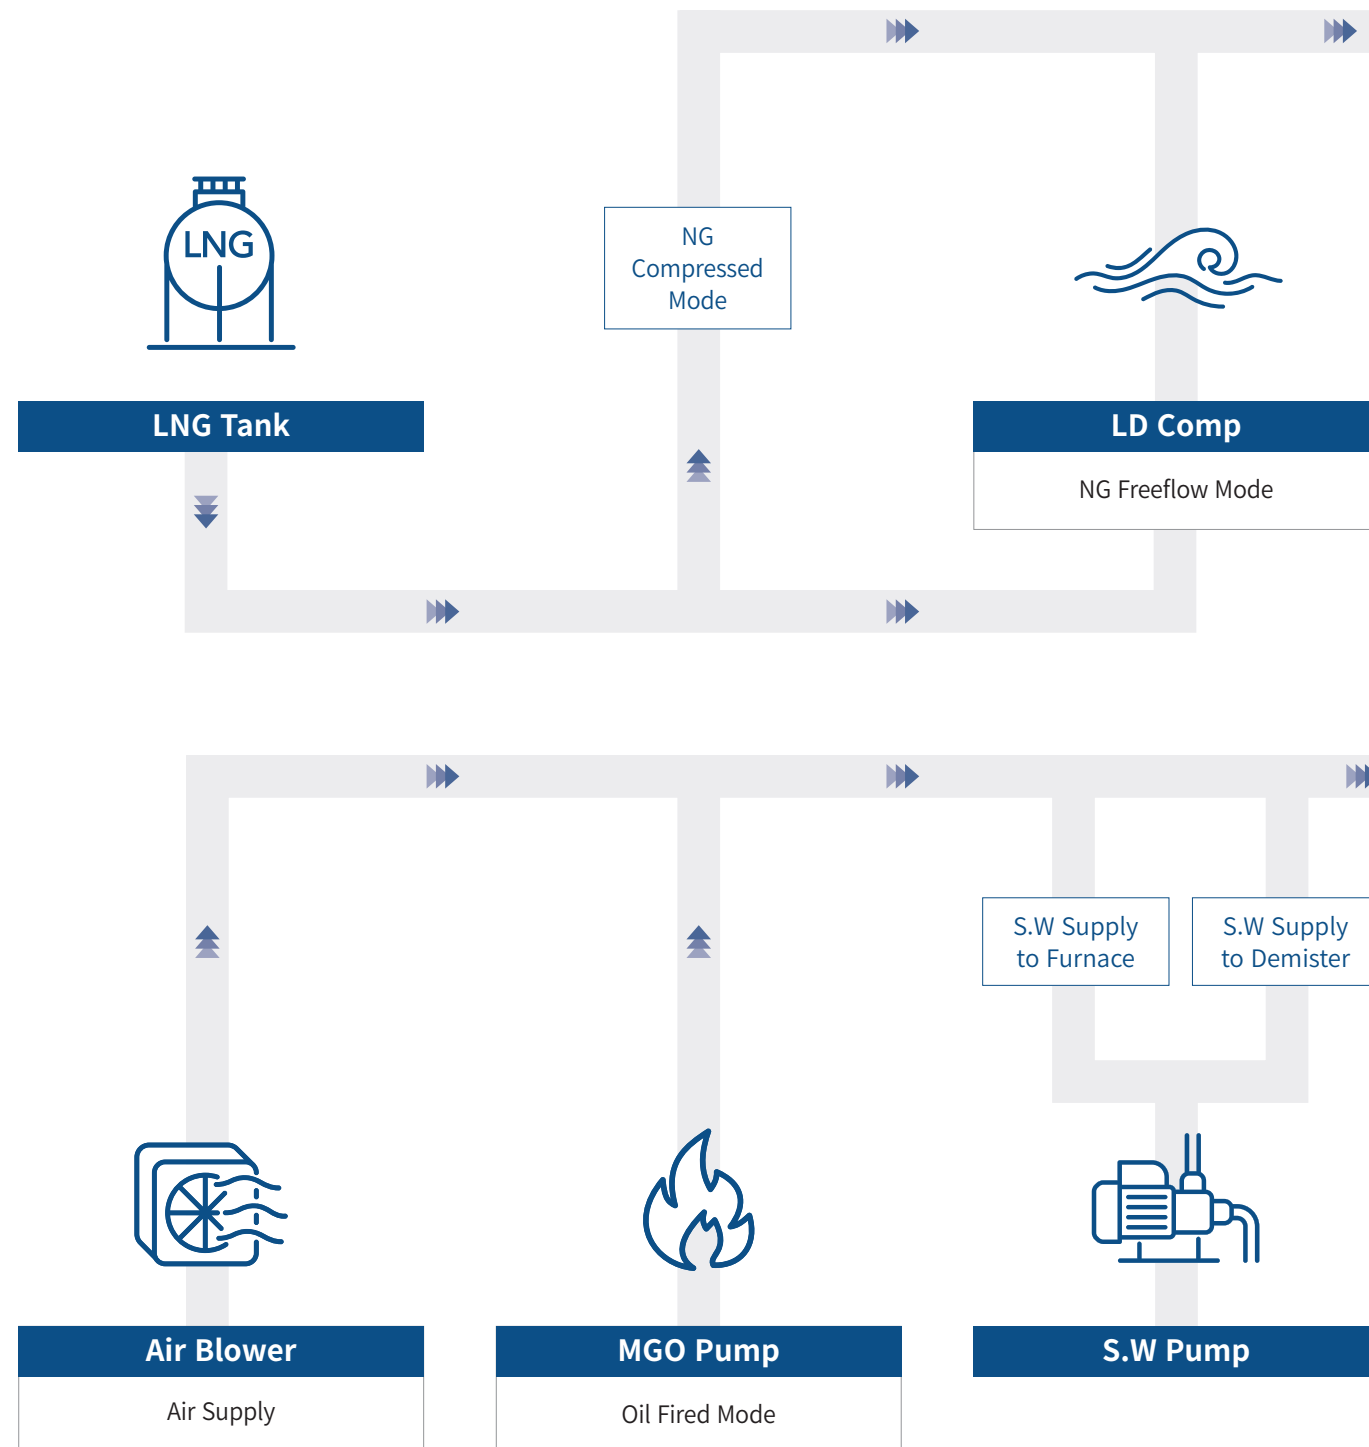 LNG
NG
Compressed
Mode
LNG Tank
LD Comp
NG Freeflow Mode
S.W Supply
to Furnace
S.W Supply
to Demister
Air Blower
Air Supply
MGO Pump
Oil Fired Mode
S.W Pump